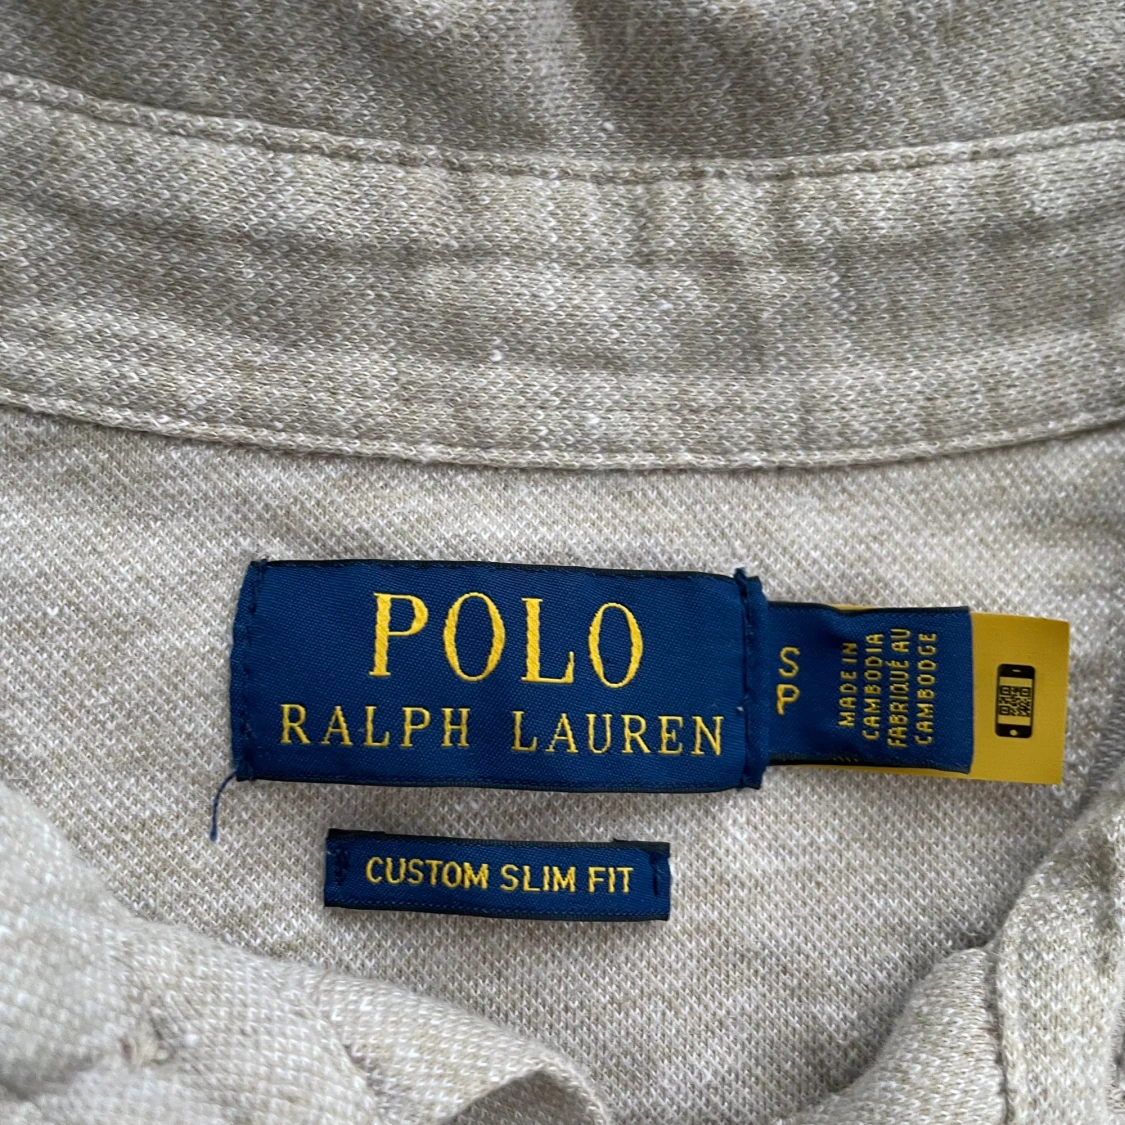 POLO
RALPH LAUREN
S
P
MADE IN
CAMBODIA
FABRIQUÉ AU
CAMBODGE
CUSTOM SLIM FIT